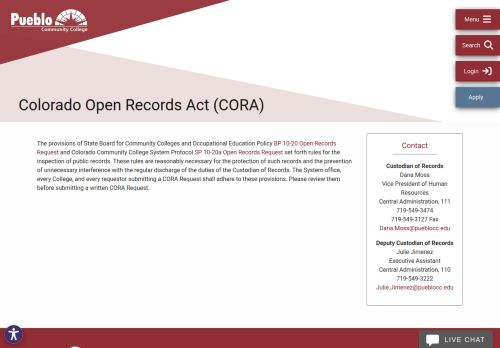 Pueblo
Community College
Menu
Search
Login
Apply
Colorado Open Records Act (CORA)
The provisions of State Board for Community Colleges and Occupational Education Policy BP 10-20 Open Records
Request and Colorado Community College System Protocol SP 10-20a Open Records Request set forth rules for the
inspection of public records. These rules are reasonably necessary for the protection of such records and the prevention
of unnecessary interference with the regular discharge of the duties of the Custodian of Records. The System office,
every College, and every requestor submitting a CORA Request shall adhere to these provisions. Please review them
before submitting a written CORA Request.
Contact
Custodian of Records
Dana Moss
Vice President of Human
Resources
Central Administration, 111
719-549-3474
719-549-3127 Fax
Dana.Moss@pueblocc.edu
Deputy Custodian of Records
Julie Jimenez
Executive Assistant
Central Administration, 110
719-549-3222
Julie.Jimenez@pueblocc.edu
LIVE CHAT